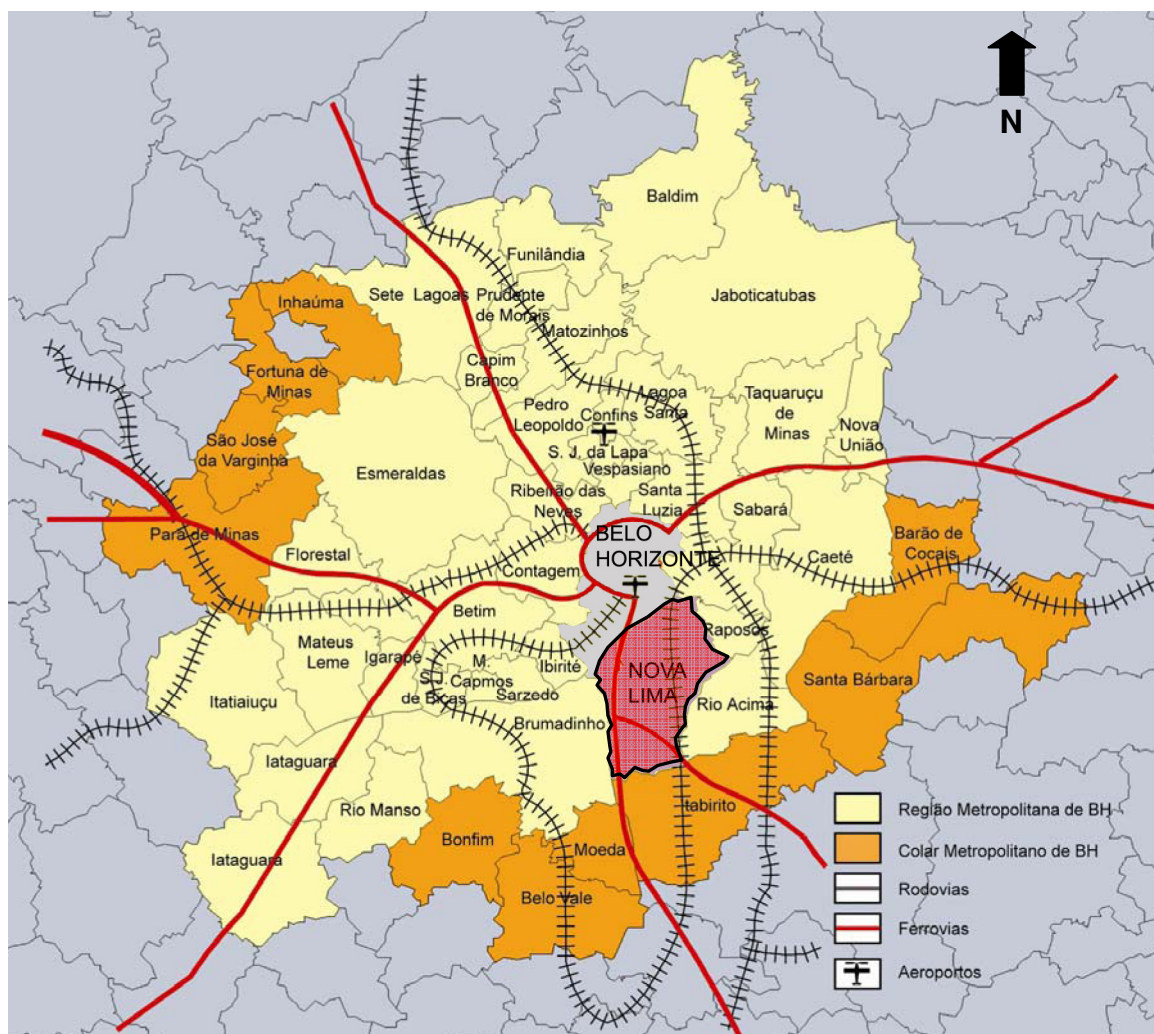 N
Baldim
Funilândia
Inhaúma
Sete Lagoas
Prudente
de Morais
Jaboticatubas
Matozinhos
Capim
Branco
Fortuna de
Minas
Lagoa
Santa
Taquaruçu
de
Minas
Pedro
Leopoldo
Confins
Nova
União
São José
da Varginha
S. J. da Lapa
Vespasiano
Esmeraldas
Ribeirão das
Neves
Santa
Luzia
Sabará
Pará de Minas
Florestal
BELO
HORIZONTE
Barão de
Cocais
Contagem
Caeté
Betim
Raposos
Mateus
Leme
Igarapé
M.
Capmos
Ibirité
S.J.
de Bicas
Sarzedo
NOVA
LIMA
Itatiaiuçu
Santa Bárbara
Rio Acima
Brumadinho
Iataguara
Rio Manso
Itabirito
Bonfim
Moeda
Iataguara
Belo Vale
Região Metropolitana de BH
Colar Metropolitano de BH
Rodovias
Ferrovias
Aeroportos